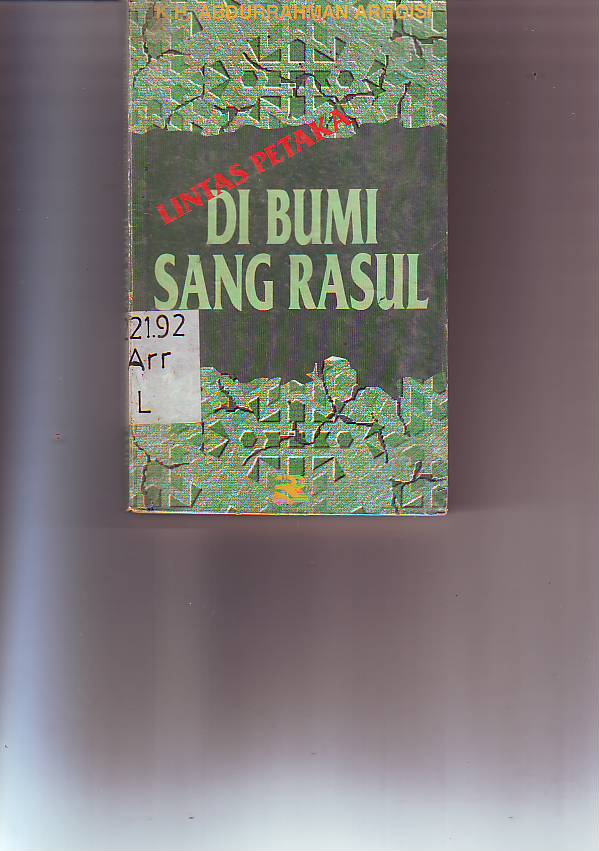 K.H. ABDURRAHMAN ARROISI
LINTAS PETAKA
DI BUMI
SANG RASUL
21.92
Arr
L